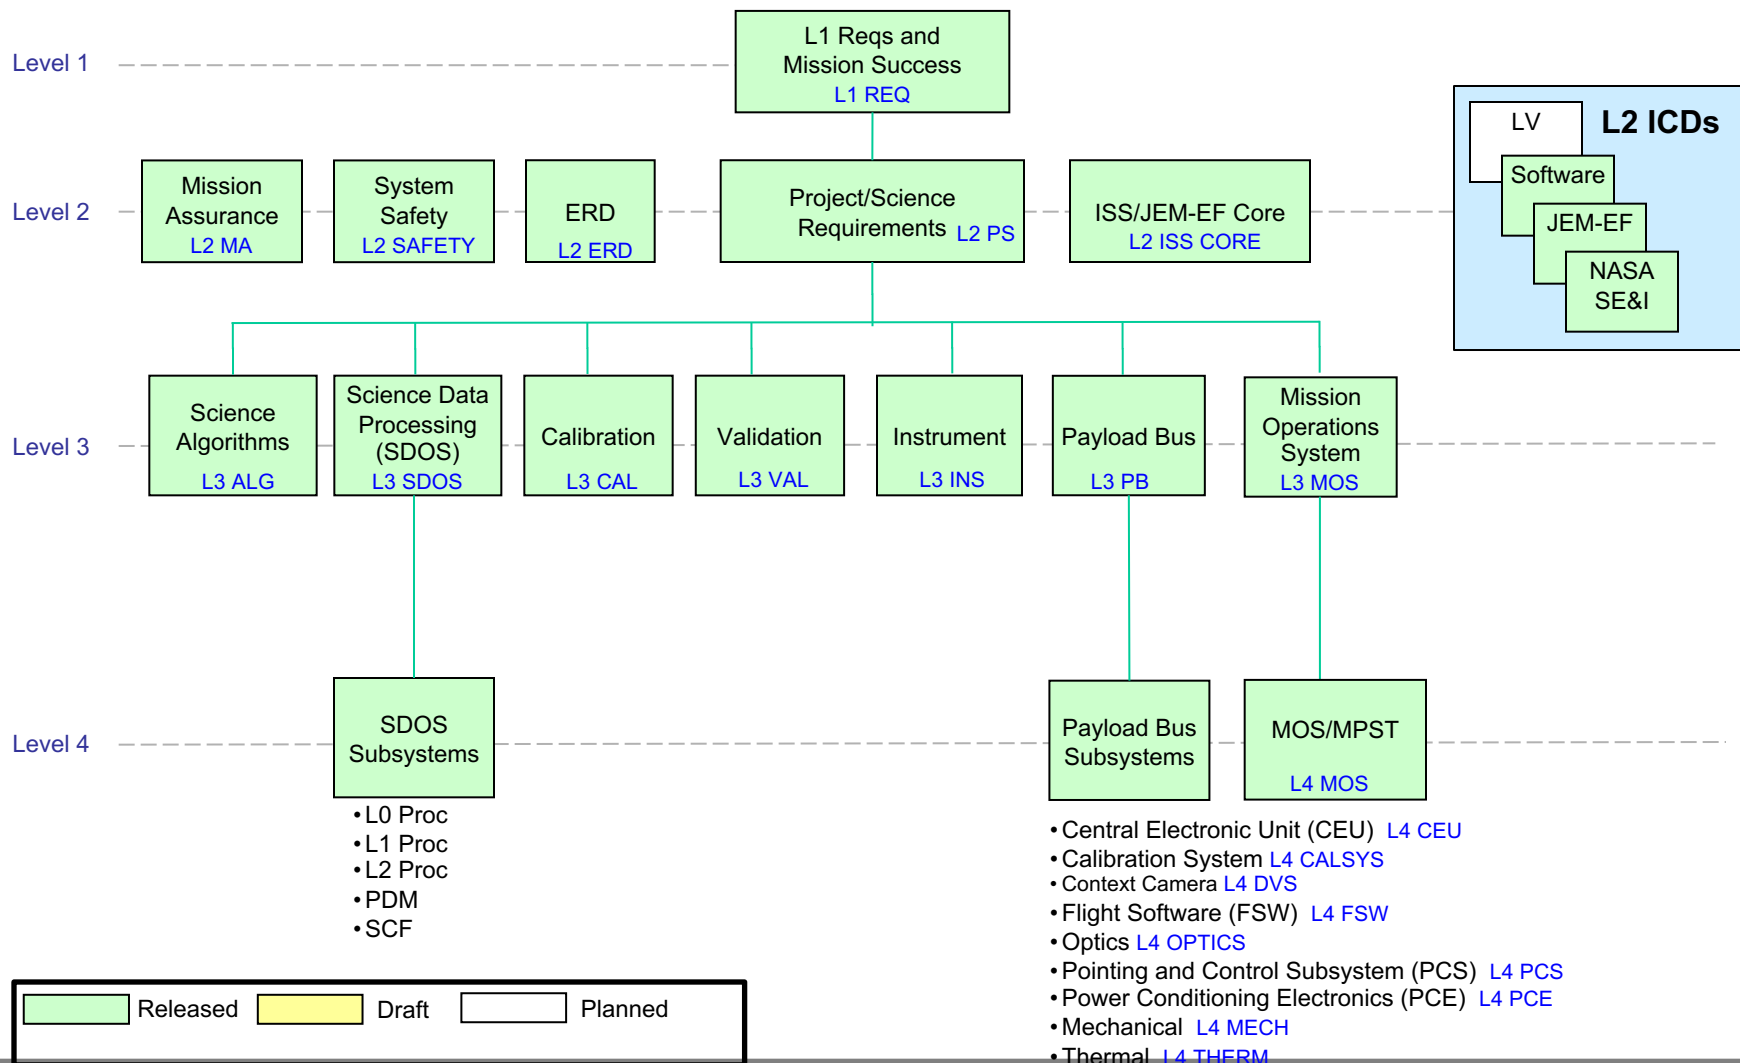 L1 Reqs and
Mission Success
L1 REQ
Level 1
L2 ICDs
LV
Software
JEM-EF
NASA
SE&I
Level 2
Mission
Assurance
L2 MA
System
Safety
L2 SAFETY
ERD
L2 ERD
Project/Science
Requirements L2 PS
ISS/JEM-EF Core
L2 ISS CORE
Level 3
Science
Algorithms
L3 ALG
Science Data
Processing
(SDOS)
L3 SDOS
Calibration
L3 CAL
Validation
L3 VAL
Instrument
L3 INS
Payload Bus
L3 PB
Mission
Operations
System
L3 MOS
Level 4
SDOS
Subsystems
• L0 Proc
• L1 Proc
• L2 Proc
• PDM
• SCF
Payload Bus
Subsystems
MOS/MPST
L4 MOS
• Central Electronic Unit (CEU) L4 CEU
• Calibration System L4 CALSYS
• Context Camera L4 DVS
• Flight Software (FSW) L4 FSW
• Optics L4 OPTICS
• Pointing and Control Subsystem (PCS) L4 PCS
• Power Conditioning Electronics (PCE) L4 PCE
• Mechanical L4 MECH
• Thermal L4 THERM
Released Draft Planned